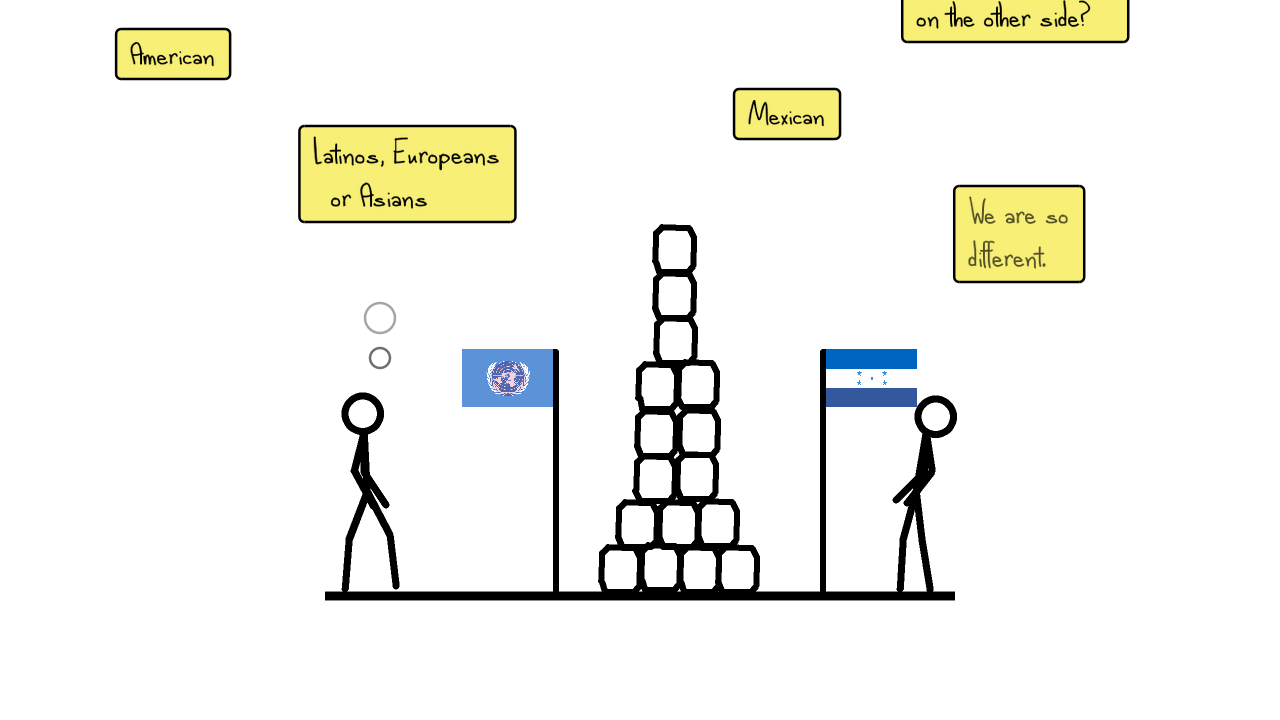 on the other side?
American
Mexican
Latinos, Europeans
or Asians
We are so
different.